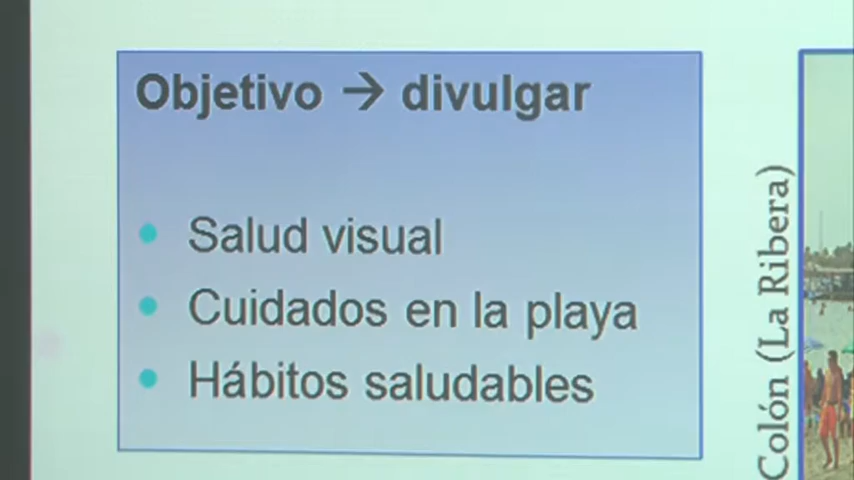 Objetivo → divulgar
• Salud visual
• Cuidados en la playa
• Hábitos saludables
Colón (La Ribera)